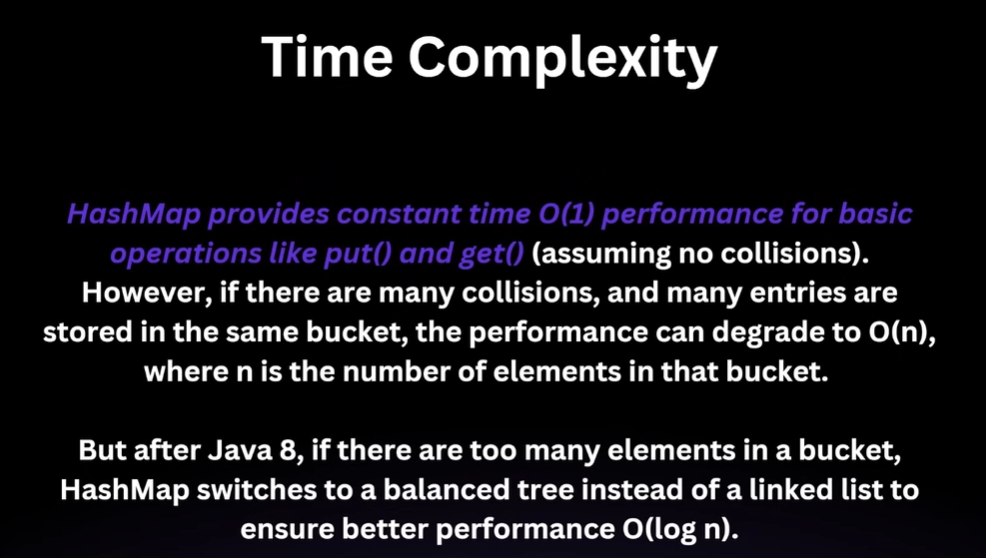 Time Complexity
HashMap provides constant time O(1) performance for basic
operations like put() and get() (assuming no collisions).
However, if there are many collisions, and many entries are
stored in the same bucket, the performance can degrade to O(n),
where n is the number of elements in that bucket.
But after Java 8, if there are too many elements in a bucket,
HashMap switches to a balanced tree instead of a linked list to
ensure better performance O(log n).